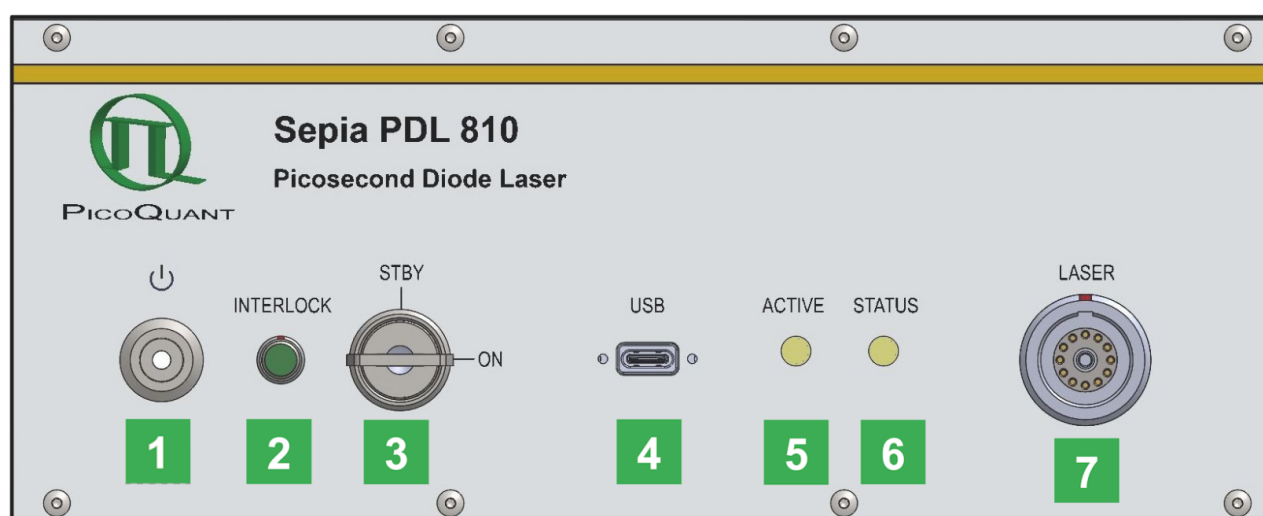 Sepia PDL 810
Picosecond Diode Laser
PICOQUANT
STBY
LASER
INTERLOCK
USB
ACTIVE
STATUS
ON
1
2
3
4
5
6
7